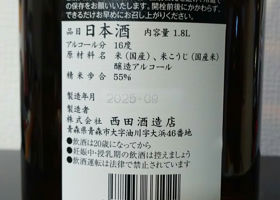 の保存をお願いいたします。開栓前後にかかわらず、
できるだけお早めにお召し上がりください。
品目 日本酒 内容量 1.8L
アルコール分 16度
原材料名 米(国産)、米こうじ(国産米)
醸造アルコール
精米歩合 55%
製造年月 2025-09
製造者
株式会社 西田酒造店
青森県青森市大字油川字大浜46番地
●飲酒は20歳になってから
●妊娠中・授乳期の飲酒は控えましょう
●飲酒運転は法律で禁止されています